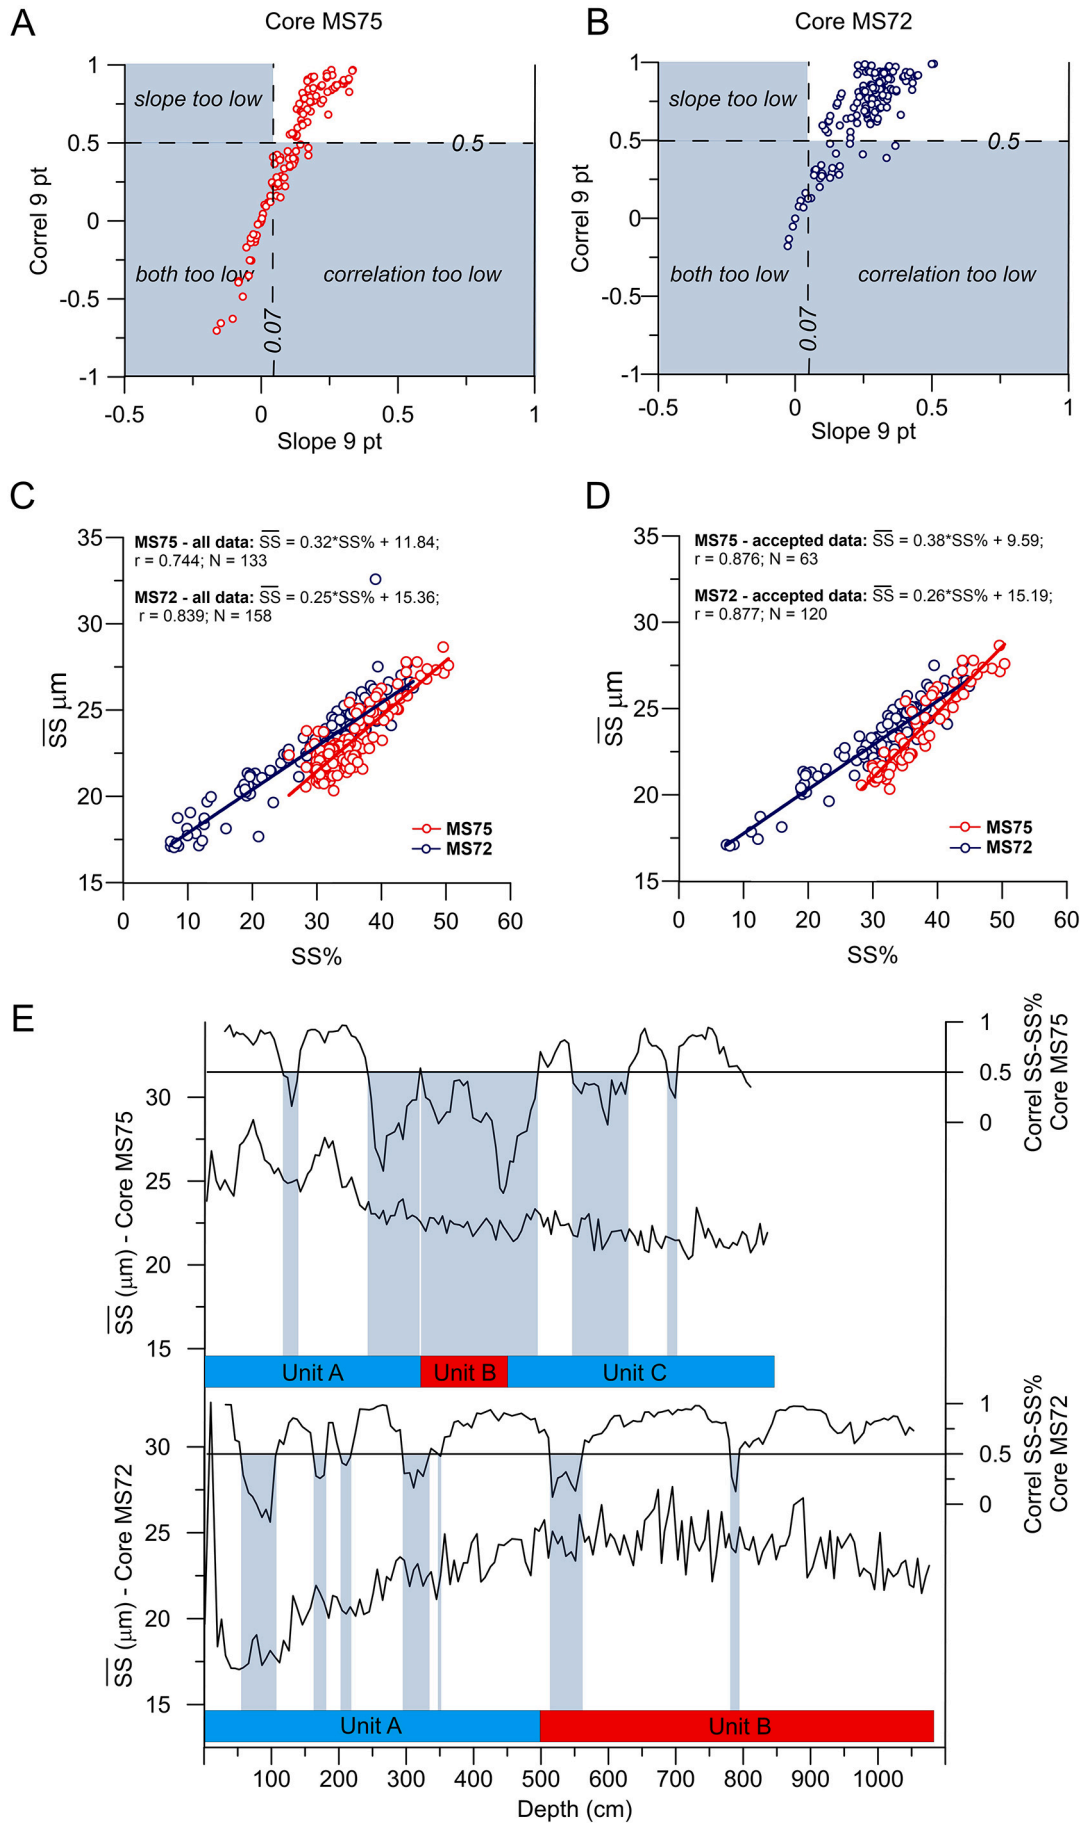 A
Core MS75
1
0.5
0
-0.5
-1
Correl 9 pt
slope too low
0.5
both too low
correlation too low
0.07
-0.5
0
0.5
1
Slope 9 pt
B
Core MS72
1
0.5
0
-0.5
-1
Correl 9 pt
slope too low
0.5
both too low
correlation too low
0.07
-0.5
0
0.5
1
Slope 9 pt
C
35
30
25
20
15
SS μm
MS75 - all data: SS = 0.32*SS% + 11.84;
r = 0.744; N = 133
MS72 - all data: SS = 0.25*SS% + 15.36;
r = 0.839; N = 158
MS75
MS72
0 10 20 30 40 50 60
SS%
D
35
30
25
20
15
SS μm
MS75 - accepted data: SS = 0.38*SS% + 9.59;
r = 0.876; N = 63
MS72 - accepted data: SS = 0.26*SS% + 15.19;
r = 0.877; N = 120
MS75
MS72
0 10 20 30 40 50 60
SS%
E
30
25
20
15
SS (μm) - Core MS75
1
0.5
0
Correl SS-SS%
Core MS75
Unit A
Unit B
Unit C
30
25
20
15
SS (μm) - Core MS72
1
0.5
0
Correl SS-SS%
Core MS72
Unit A
Unit B
100 200 300 400 500 600 700 800 900 1000
Depth (cm)